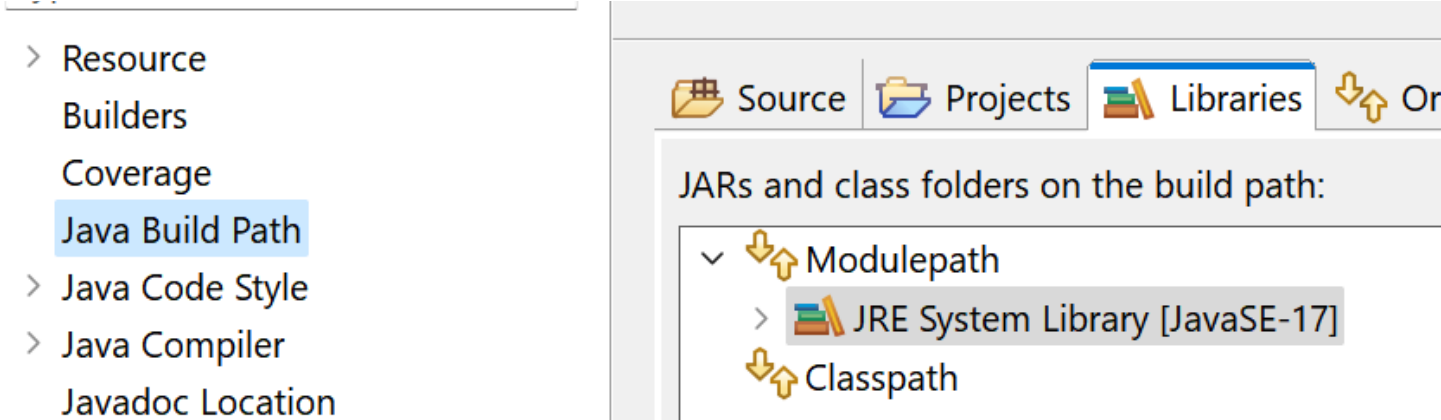 Resource
Builders
Coverage
Java Build Path
Java Code Style
Java Compiler
Javadoc Location
Source Projects Libraries
JARs and class folders on the build path:
Modulepath
JRE System Library [JavaSE-17]
Classpath